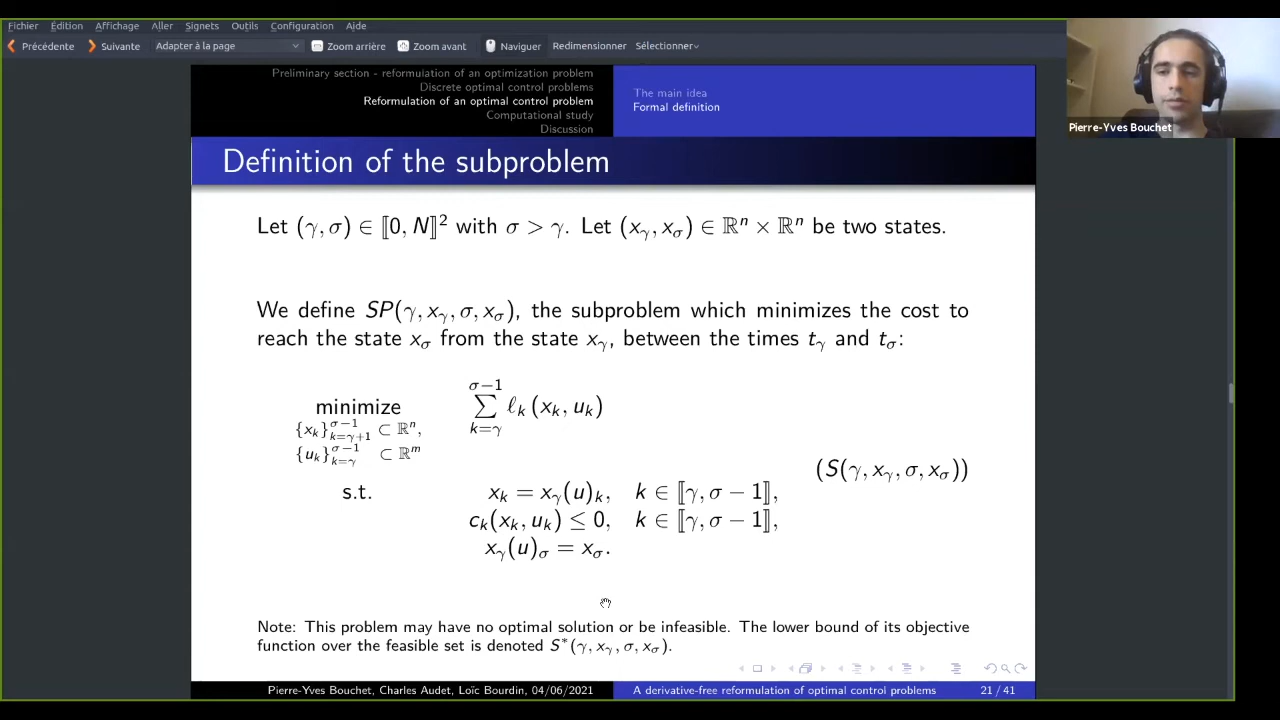 Fichier Édition Affichage Aller Signets Outils Configuration Aide
Précédente Suivante Adapter à la page Zoom arrière Zoom avant Naviguer Redimensionner Sélectionner
Preliminary section - reformulation of an optimization problem
Discrete optimal control problems
Reformulation of an optimal control problem
Computational study
Discussion
The main idea
Formal definition
Pierre-Yves Bouchet
Definition of the subproblem
Let (γ, σ) ∈ ⟦0, N⟧² with σ > γ. Let (x_γ, x_σ) ∈ ℝⁿ × ℝⁿ be two states.
We define SP(γ, x_γ, σ, x_σ), the subproblem which minimizes the cost to
reach the state x_σ from the state x_γ, between the times t_γ and t_σ:
minimize ∑_{k=γ}^{σ−1} ℓ_k (x_k, u_k)
{x_k}_{k=γ+1}^{σ−1} ⊂ ℝⁿ,
{u_k}_{k=γ}^{σ−1} ⊂ ℝᵐ
(S(γ, x_γ, σ, x_σ))
s.t. x_k = x_γ(u)_k, k ∈ ⟦γ, σ − 1⟧,
c_k(x_k, u_k) ≤ 0, k ∈ ⟦γ, σ − 1⟧,
x_γ(u)_σ = x_σ.
Note: This problem may have no optimal solution or be infeasible. The lower bound of its objective
function over the feasible set is denoted S*(γ, x_γ, σ, x_σ).
Pierre-Yves Bouchet, Charles Audet, Loïc Bourdin, 04/06/2021 A derivative-free reformulation of optimal control problems 21 / 41